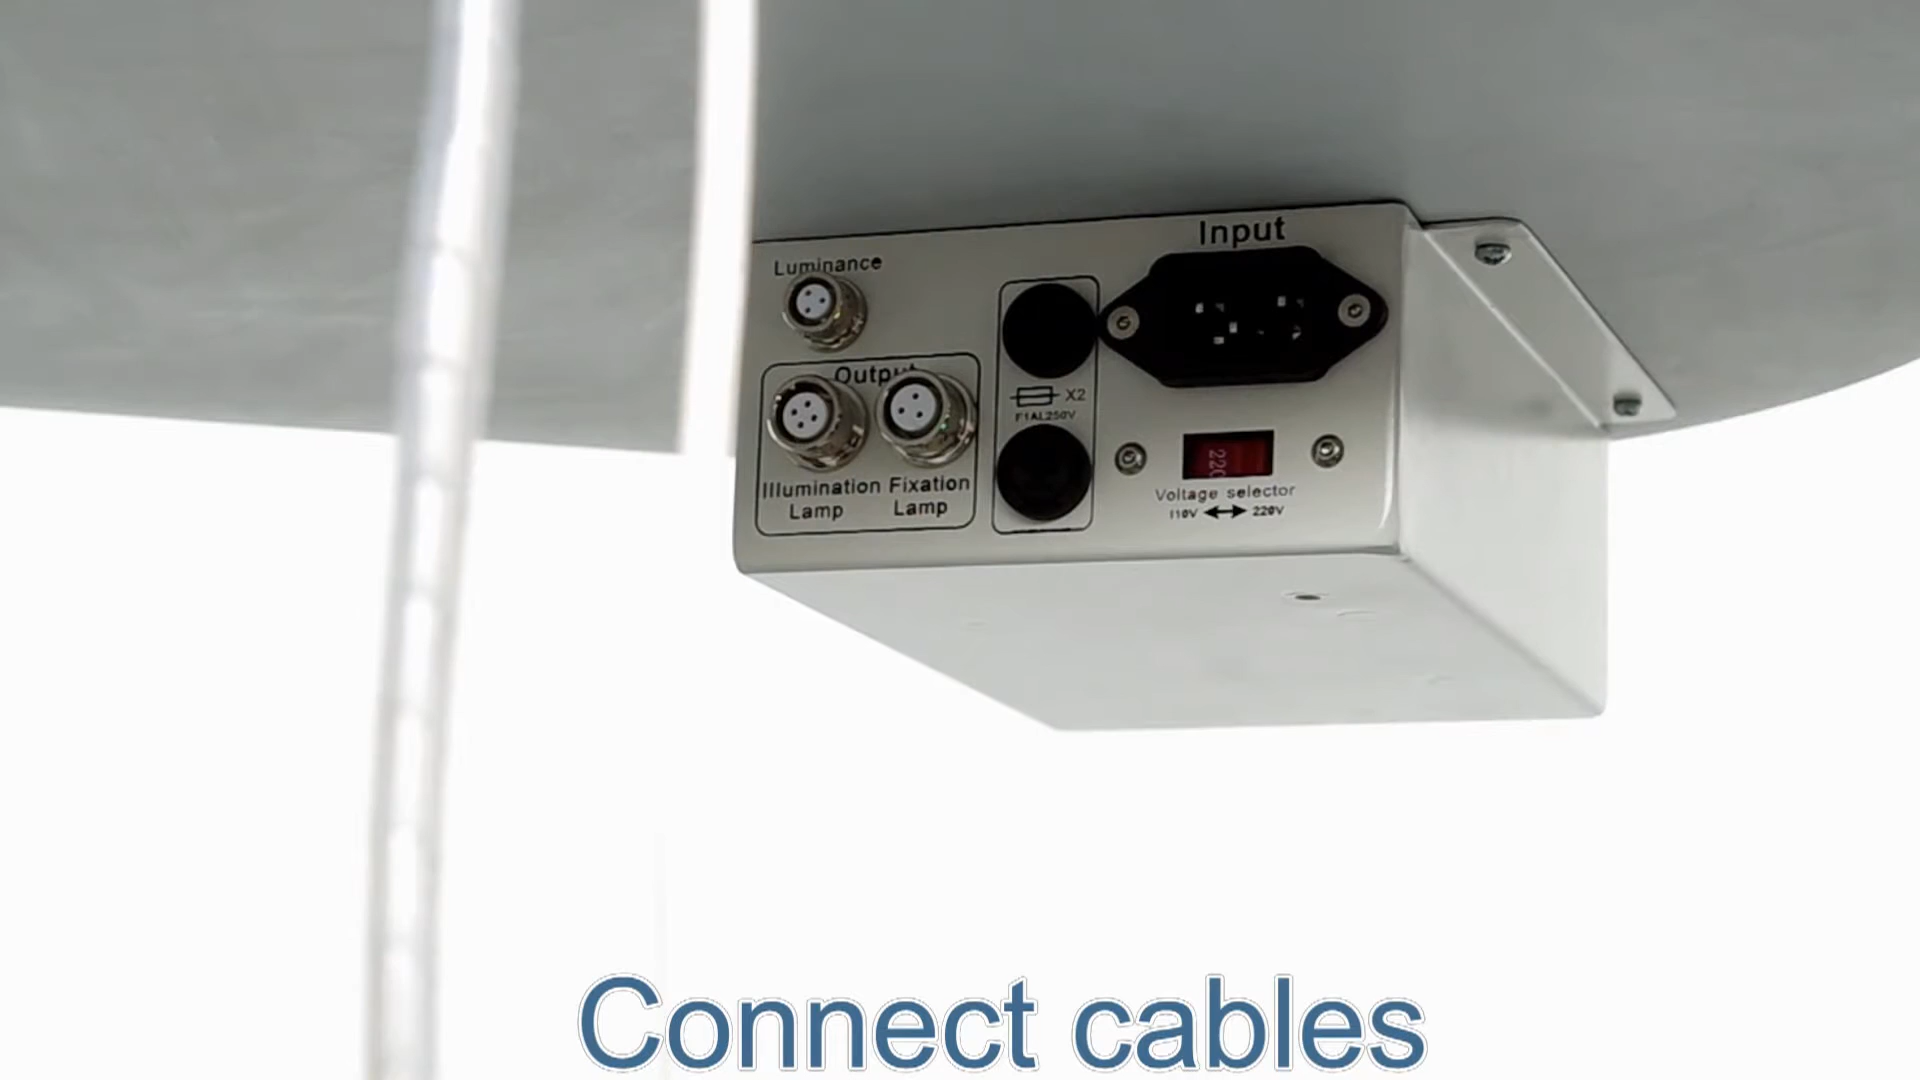 Input
Luminance
Output
X2
F1AL250V
220
Illumination Fixation
Lamp Lamp
Voltage selector
110V 220V
Connect cables